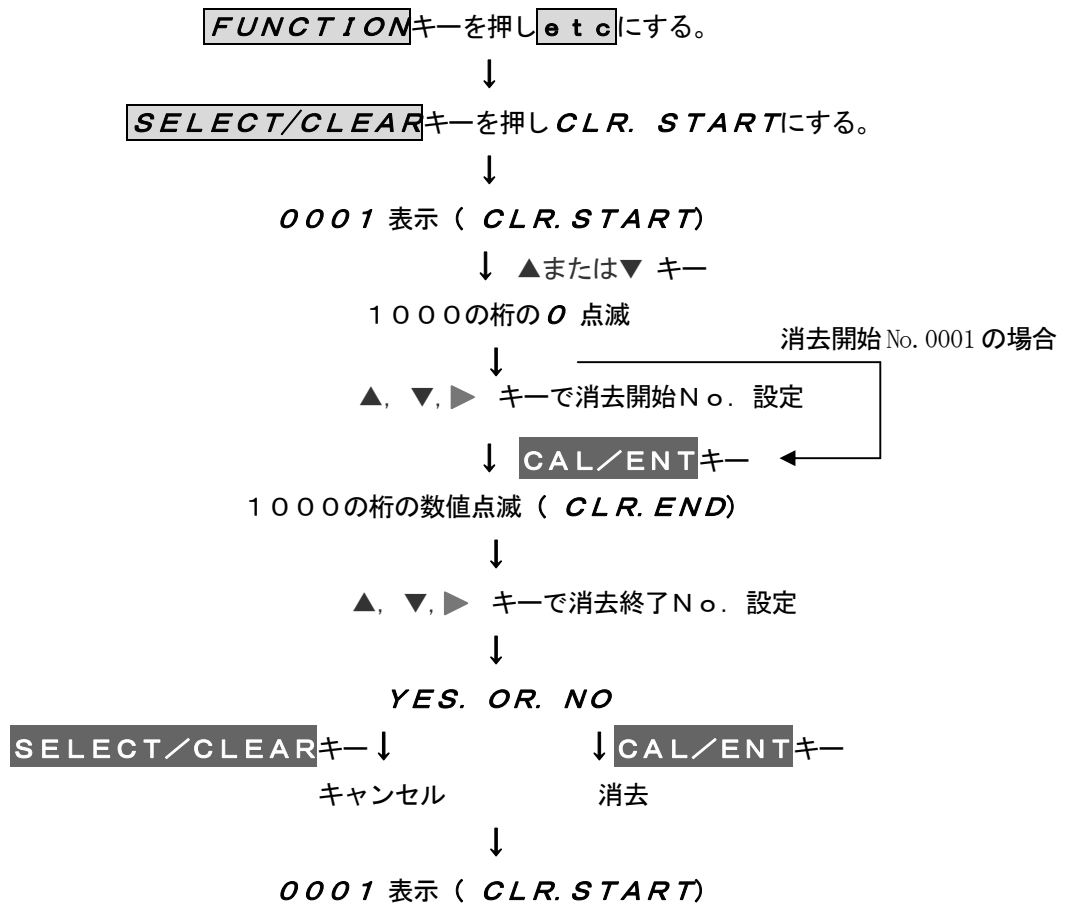 FUNCTIONキーを押しetcにする。
↓
SELECT/CLEARキーを押しCLR. STARTにする。
↓
0001 表示（ CLR.START）
↓ ▲または▼ キー
1000の桁の0 点滅
消去開始No.0001の場合
↓
▲, ▼,▶ キーで消去開始No. 設定
↓ CAL／ENTキー
1000の桁の数値点滅（ CLR.END）
↓
▲, ▼,▶ キーで消去終了No. 設定
↓
YES. OR. NO
SELECT／CLEARキー↓ ↓CAL／ENTキー
キャンセル 消去
↓
0001 表示（ CLR.START）